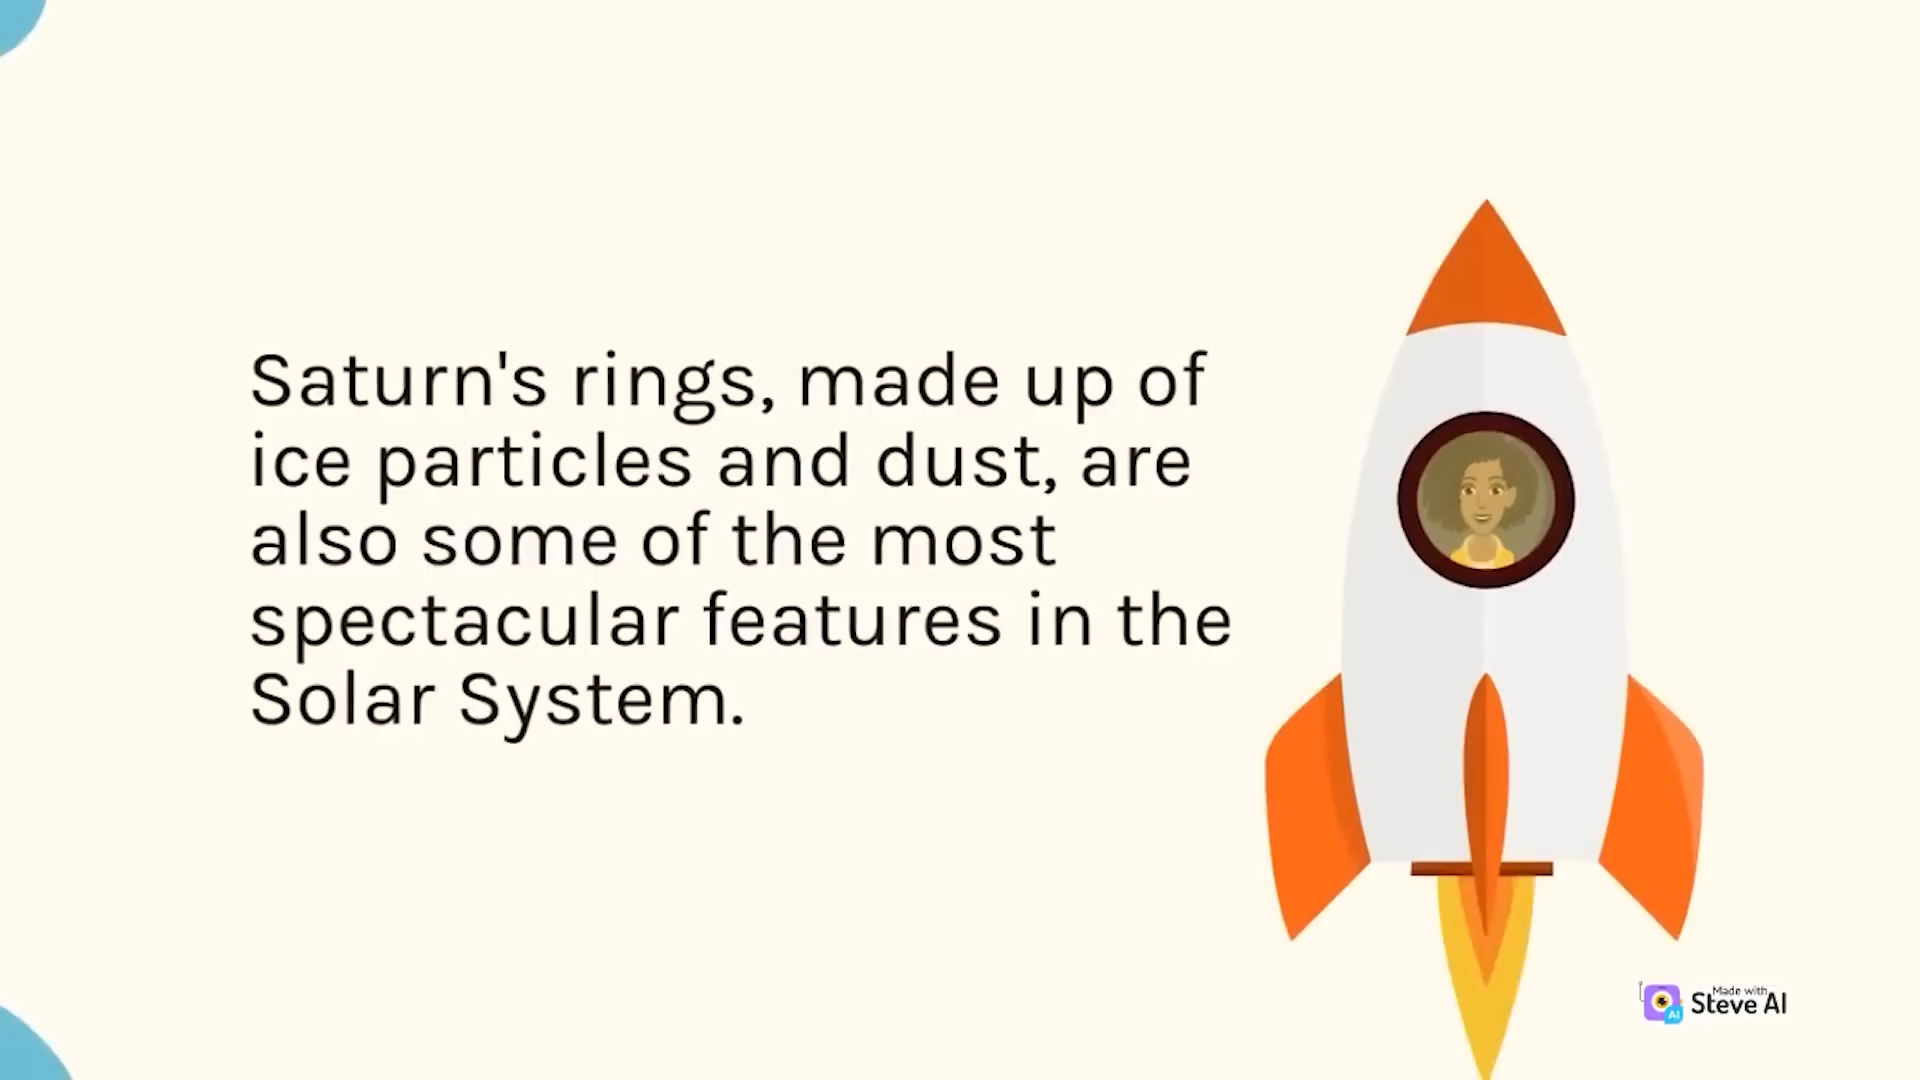 Saturn's rings, made up of
ice particles and dust, are
also some of the most
spectacular features in the
Solar System.
Made with
Steve AI
AI